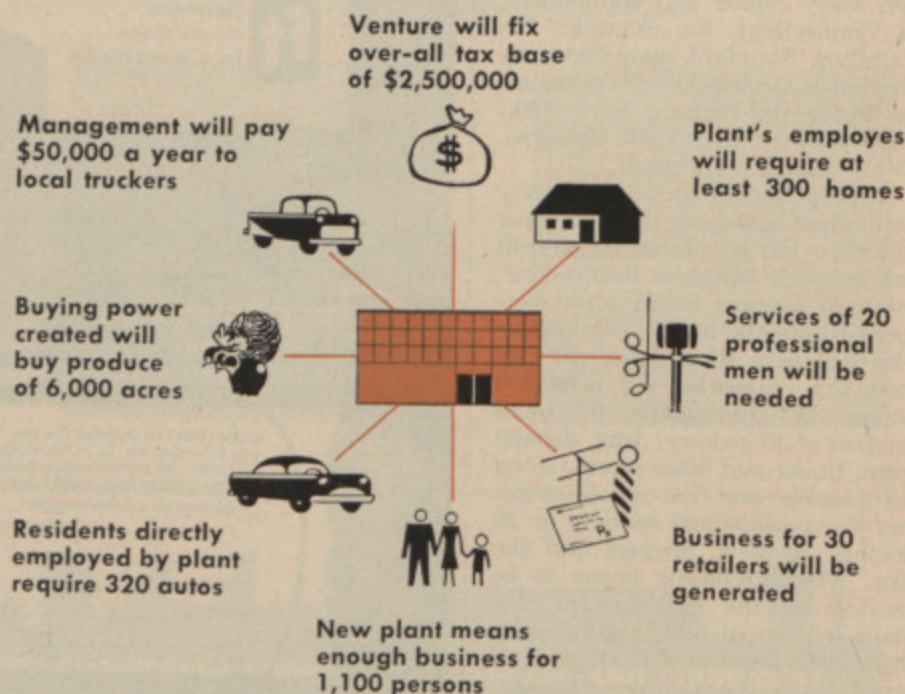 Venture will fix
over-all tax base
of $2,500,000
Management will pay
$50,000 a year to
local truckers
$
Plant's employes
will require at
least 300 homes
Buying power
created will
buy produce
of 6,000 acres
Services of 20
professional
men will be
needed
Residents directly
employed by plant
require 320 autos
Business for 30
retailers will be
generated
New plant means
enough business for
1,100 persons